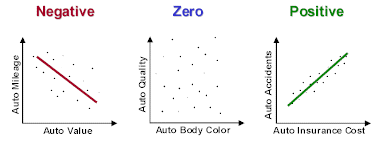 Negative Zero Positive
Auto Mileage
Auto Value
Auto Quality
Auto Body Color
Auto Accidents
Auto Insurance Cost